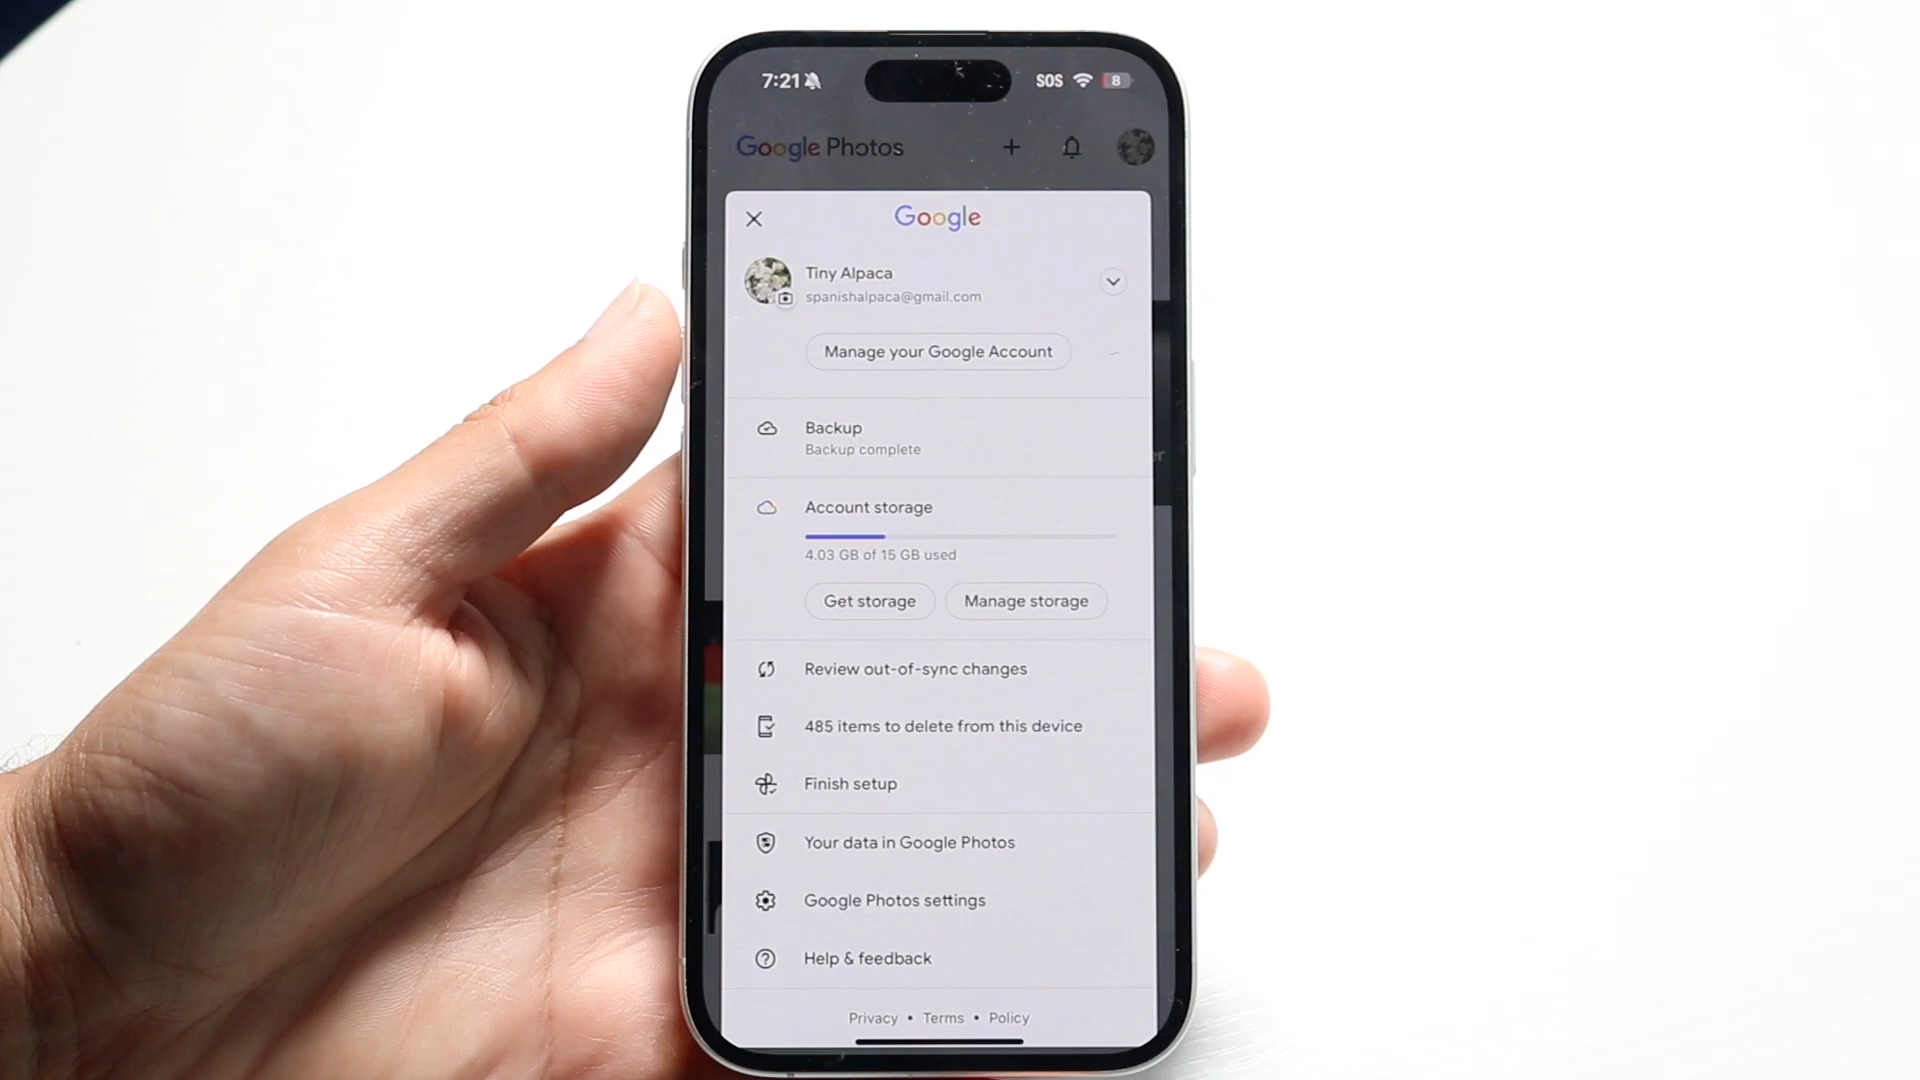 7:21
SOS 8
Google Photos
Google
Tiny Alpaca
spanishalpaca@gmail.com
Manage your Google Account
Backup
Backup complete
er
Account storage
4.03 GB of 15 GB used
Get storage Manage storage
Review out-of-sync changes
485 items to delete from this device
Finish setup
Your data in Google Photos
Google Photos settings
Help & feedback
Privacy • Terms • Policy